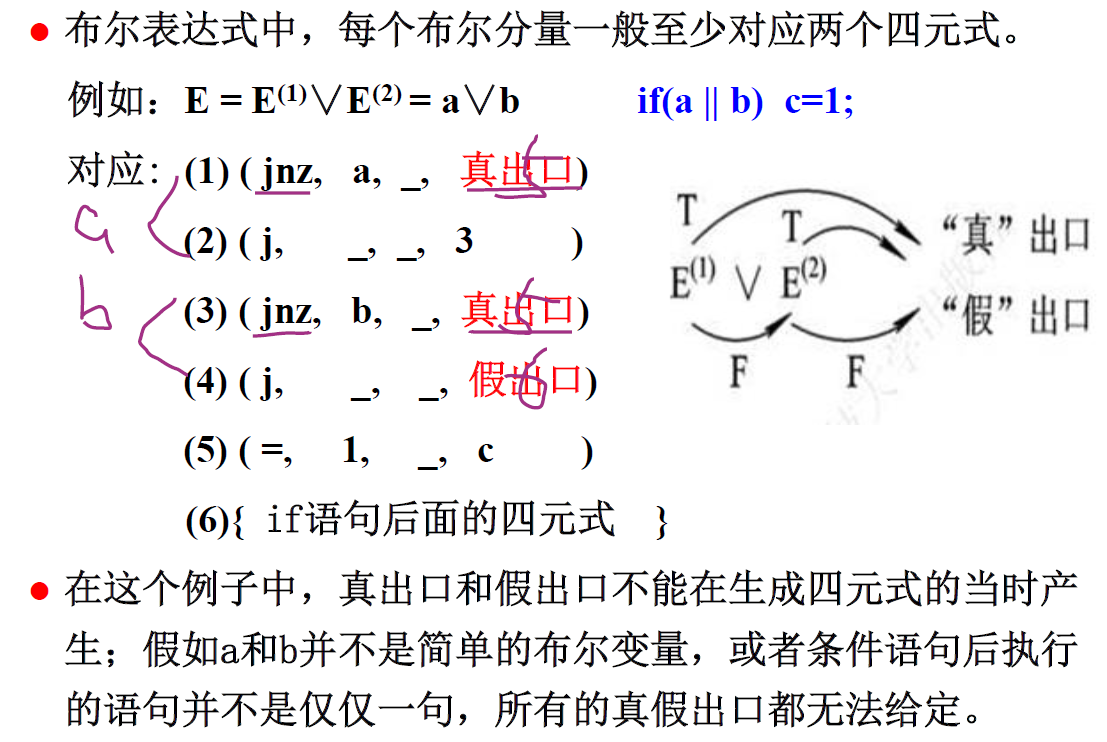 ● 布尔表达式中，每个布尔分量一般至少对应两个四元式。
例如：E = E⁽¹⁾∨E⁽²⁾ = a∨b if(a || b) c=1;
对应: (1) ( jnz, a, _, 真出口) 5
a (2) ( j, _, _, 3 )
b (3) ( jnz, b, _, 真出口) 5
(4) ( j, _, _, 假出口) 6
(5) ( =, 1, _, c )
(6){ if语句后面的四元式 }
T T “真” 出口
E⁽¹⁾ ∨ E⁽²⁾
“假” 出口
F F
● 在这个例子中，真出口和假出口不能在生成四元式的当时产
生；假如a和b并不是简单的布尔变量，或者条件语句后执行
的语句并不是仅仅一句，所有的真假出口都无法给定。